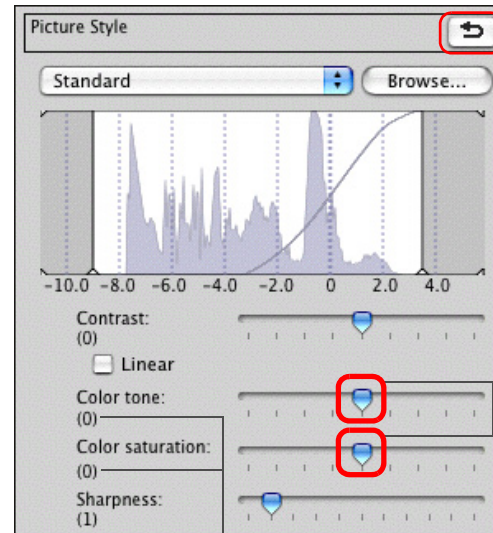 Picture Style
Standard Browse...
-10.0 -8.0 -6.0 -4.0 -2.0 0 2.0 4.0
Contrast:
(0)
Linear
Color tone:
(0)
Color saturation:
(0)
Sharpness:
(1)